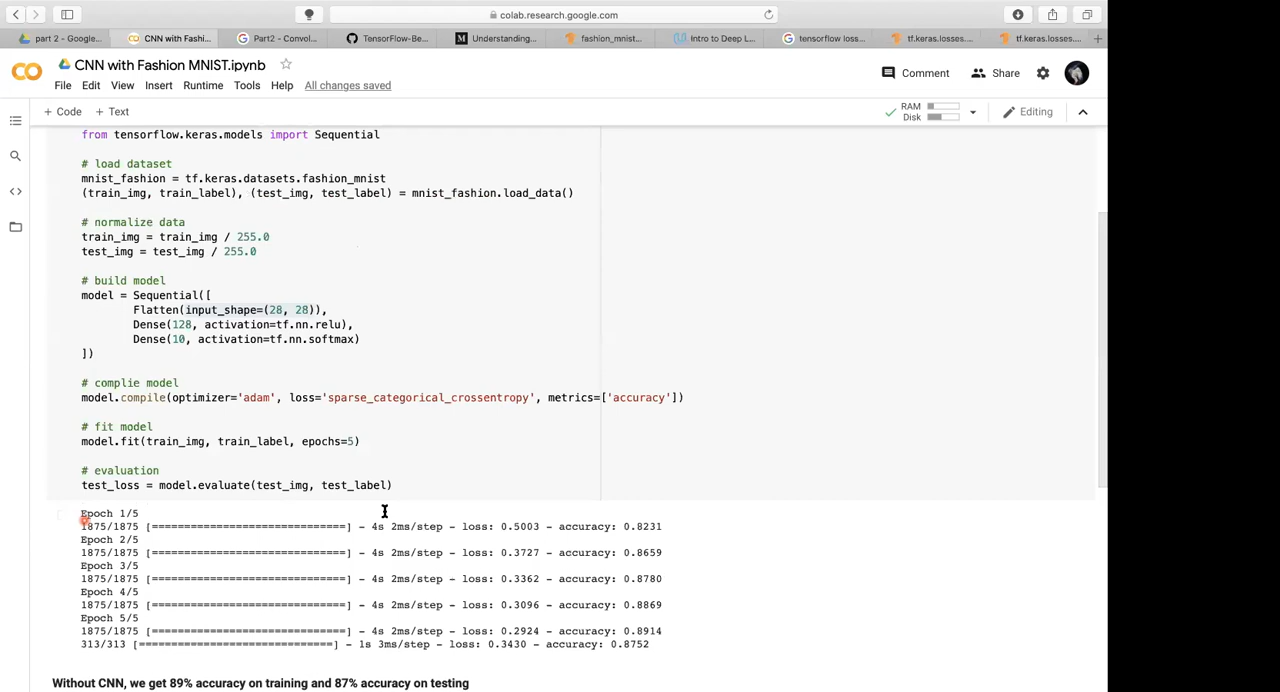 colab.research.google.com
part 2 - Google...
CNN with Fashi...
Part2 - Convol...
TensorFlow-Be...
Understanding...
fashion_mnist...
Intro to Deep L...
tensorflow loss...
tf.keras.losses....
tf.keras.losses....
CO
CNN with Fashion MNIST.ipynb
Comment
Share
File Edit View Insert Runtime Tools Help All changes saved
+ Code + Text
RAM
Disk
Editing
from tensorflow.keras.models import Sequential
# load dataset
mnist_fashion = tf.keras.datasets.fashion_mnist
(train_img, train_label), (test_img, test_label) = mnist_fashion.load_data()
# normalize data
train_img = train_img / 255.0
test_img = test_img / 255.0
# build model
model = Sequential([
Flatten(input_shape=(28, 28)),
Dense(128, activation=tf.nn.relu),
Dense(10, activation=tf.nn.softmax)
])
# complie model
model.compile(optimizer='adam', loss='sparse_categorical_crossentropy', metrics=['accuracy'])
# fit model
model.fit(train_img, train_label, epochs=5)
# evaluation
test_loss = model.evaluate(test_img, test_label)
Epoch 1/5
1875/1875 [==============================] - 4s 2ms/step - loss: 0.5003 - accuracy: 0.8231
Epoch 2/5
1875/1875 [==============================] - 4s 2ms/step - loss: 0.3727 - accuracy: 0.8659
Epoch 3/5
1875/1875 [==============================] - 4s 2ms/step - loss: 0.3362 - accuracy: 0.8780
Epoch 4/5
1875/1875 [==============================] - 4s 2ms/step - loss: 0.3096 - accuracy: 0.8869
Epoch 5/5
1875/1875 [==============================] - 4s 2ms/step - loss: 0.2924 - accuracy: 0.8914
313/313 [==============================] - 1s 3ms/step - loss: 0.3430 - accuracy: 0.8752
Without CNN, we get 89% accuracy on training and 87% accuracy on testing